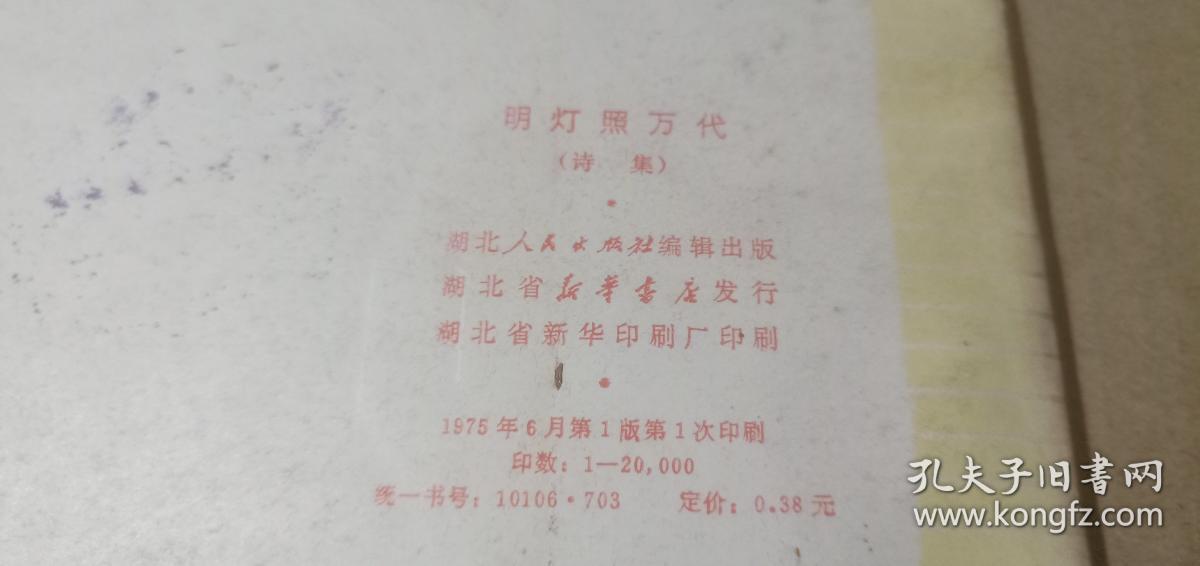 明灯照万代
（诗 集）
湖北人民出版社编辑出版
湖北省新华书店发行
湖北省新华印刷厂印刷
1975年6月第1版第1次印刷
印数：1—20,000
统一书号：10106·703 定价：0.38元
孔夫子旧书网
www.kongfz.com